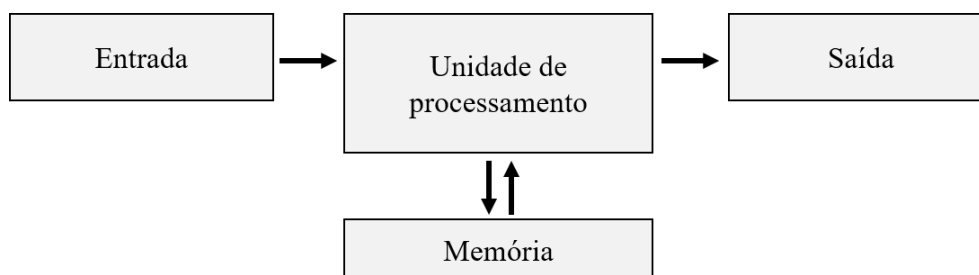 Entrada
Unidade de
processamento
Saída
Memória